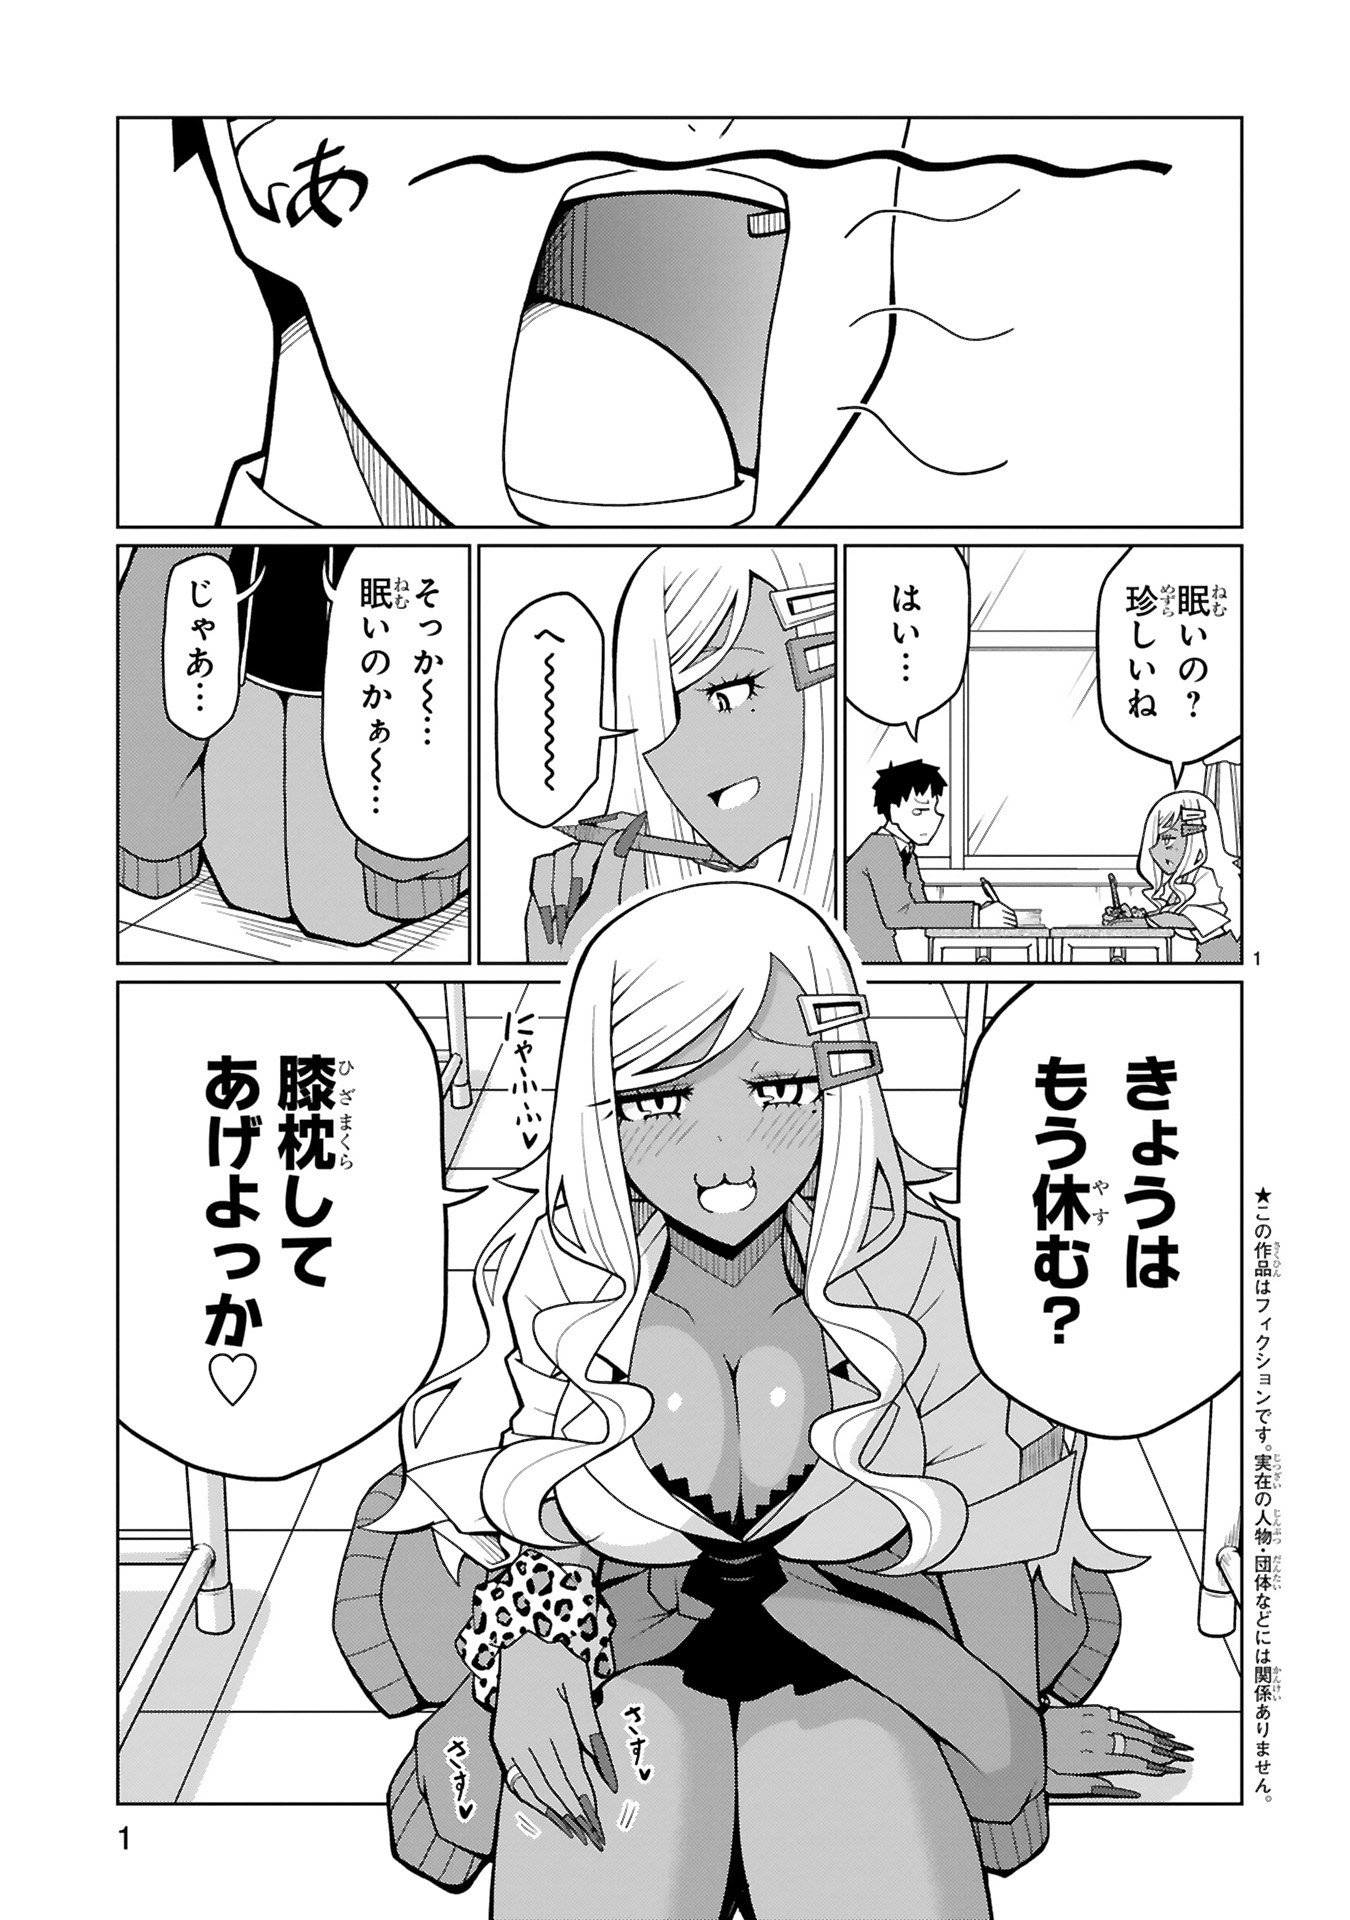 ふぁ
眠いの?
珍しいね
はい…
へ～～～～
そっか～…
眠いのかぁ～…
じゃあ…
1
きょうは
もう休む?
にゃふふ♥
膝枕して
あげよっか♡
さす♥
さす♥
★この作品はフィクションです。実在の人物・団体などには関係ありません。
1